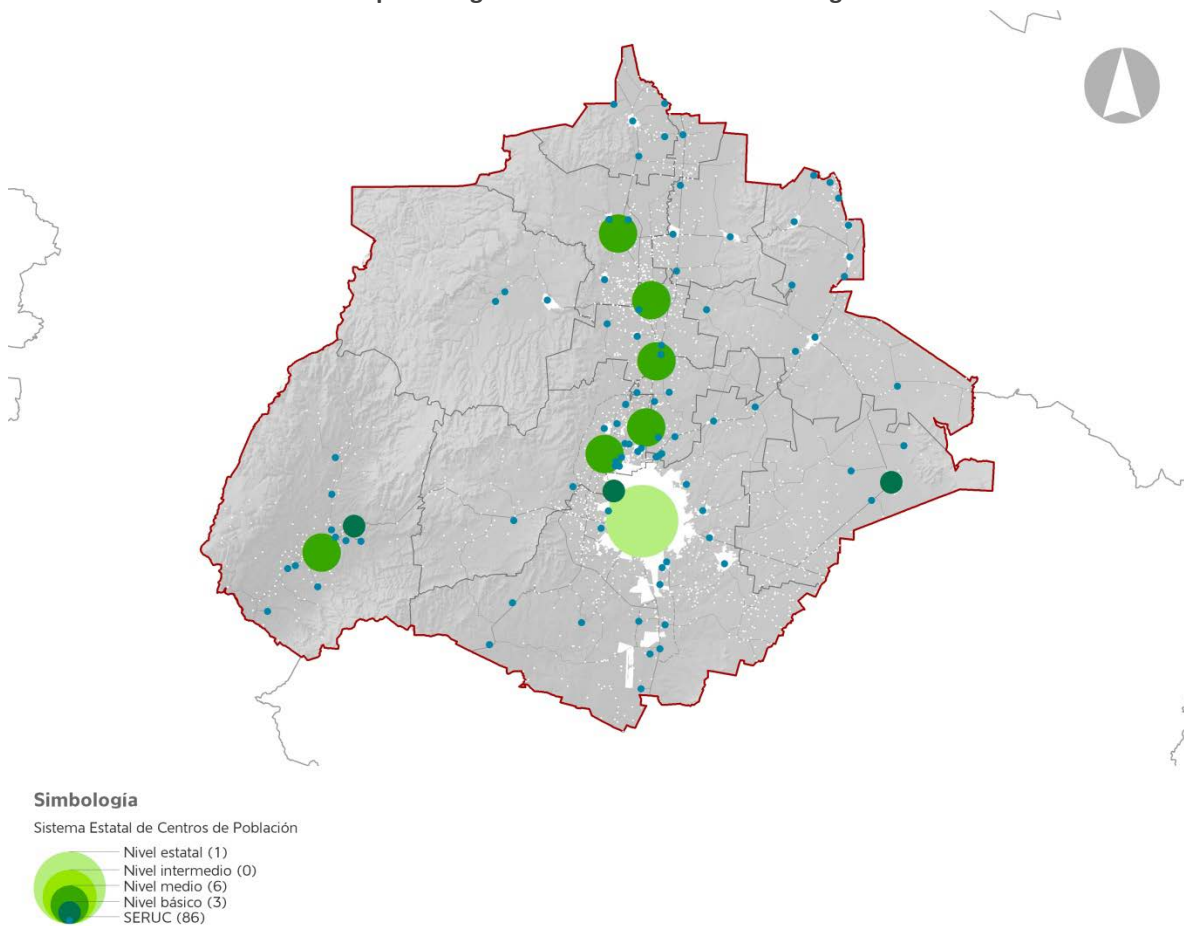 Simbología
Sistema Estatal de Centros de Población
Nivel estatal (1)
Nivel intermedio (0)
Nivel medio (6)
Nivel básico (3)
SERUC (86)